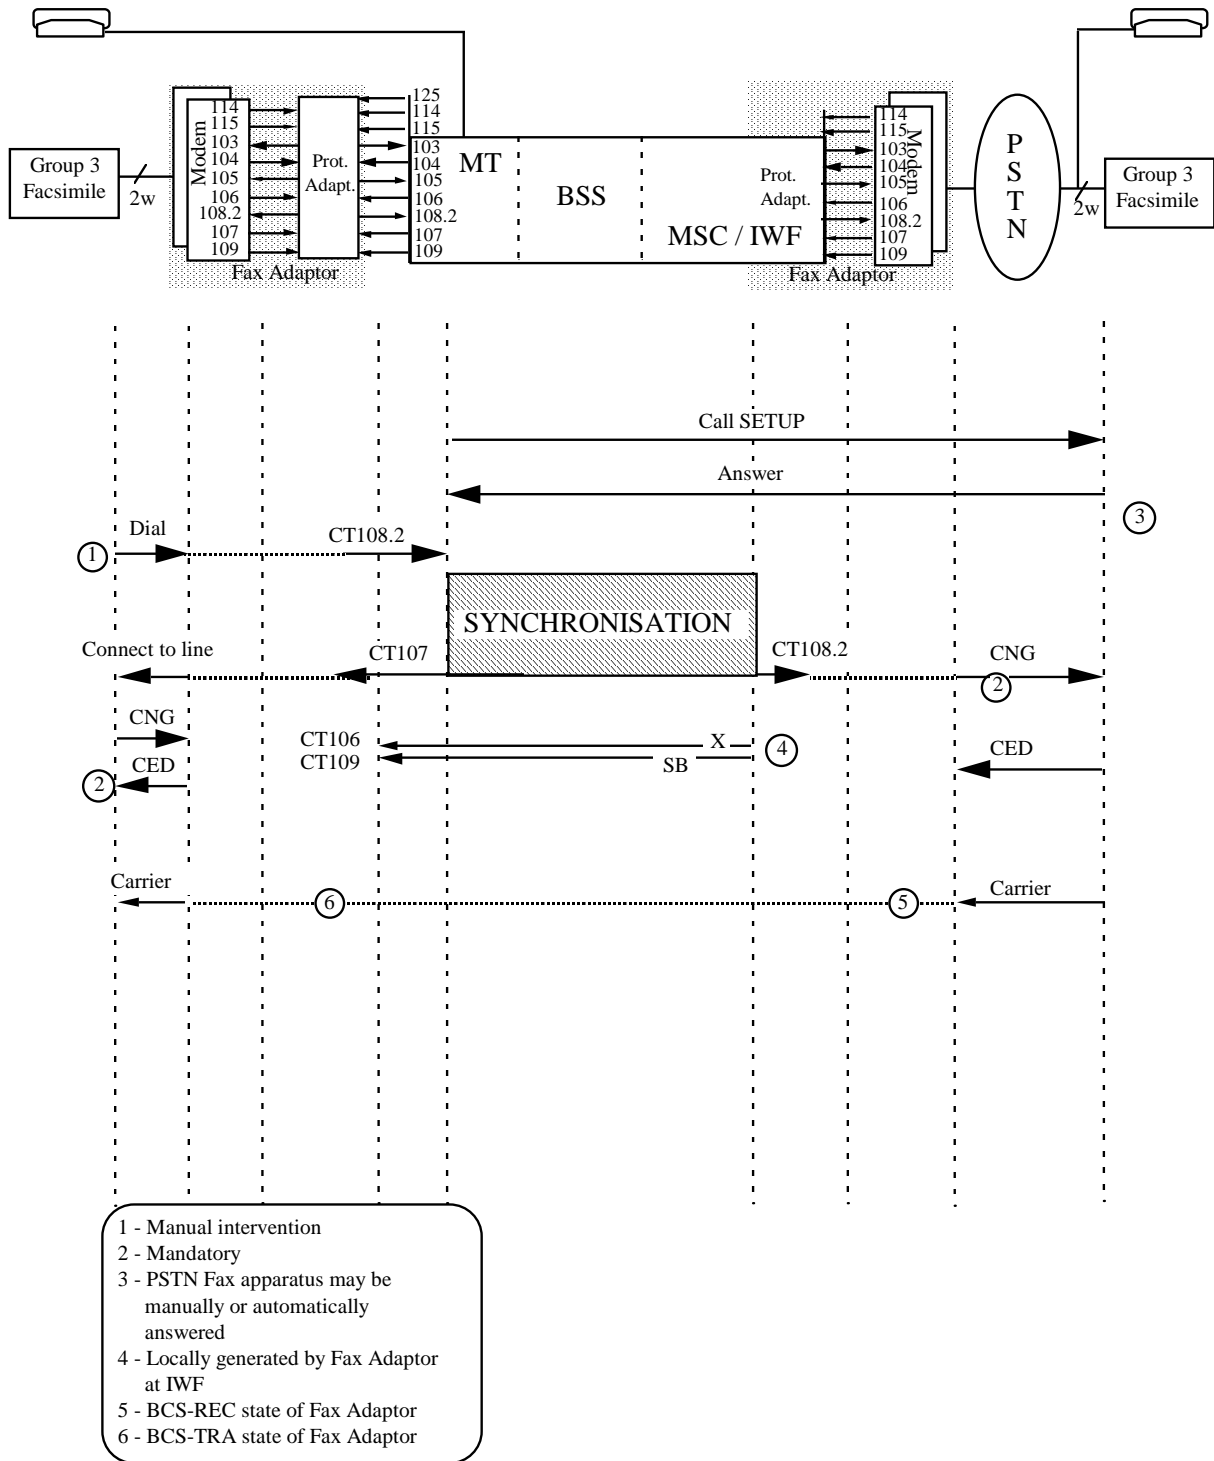 125
114
115
103
104
105
106
108.2
107
109
Modem
114
115
103
104
105
106
108.2
107
109
Prot.
Adapt.
Fax Adaptor
Group 3
Facsimile
2w
MT
BSS
MSC / IWF
Prot.
Adapt.
114
115
103
104
105
106
108.2
107
109
Modem
Fax Adaptor
P
S
T
N
2w
Group 3
Facsimile
Call SETUP
Answer
3
1
Dial
CT108.2
SYNCHRONISATION
Connect to line
CT107
CT108.2
CNG
2
CNG
CT106
X
4
CT109
SB
CED
2
CED
Carrier
6
5
Carrier
1 - Manual intervention
2 - Mandatory
3 - PSTN Fax apparatus may be
manually or automatically
answered
4 - Locally generated by Fax Adaptor
at IWF
5 - BCS-REC state of Fax Adaptor
6 - BCS-TRA state of Fax Adaptor